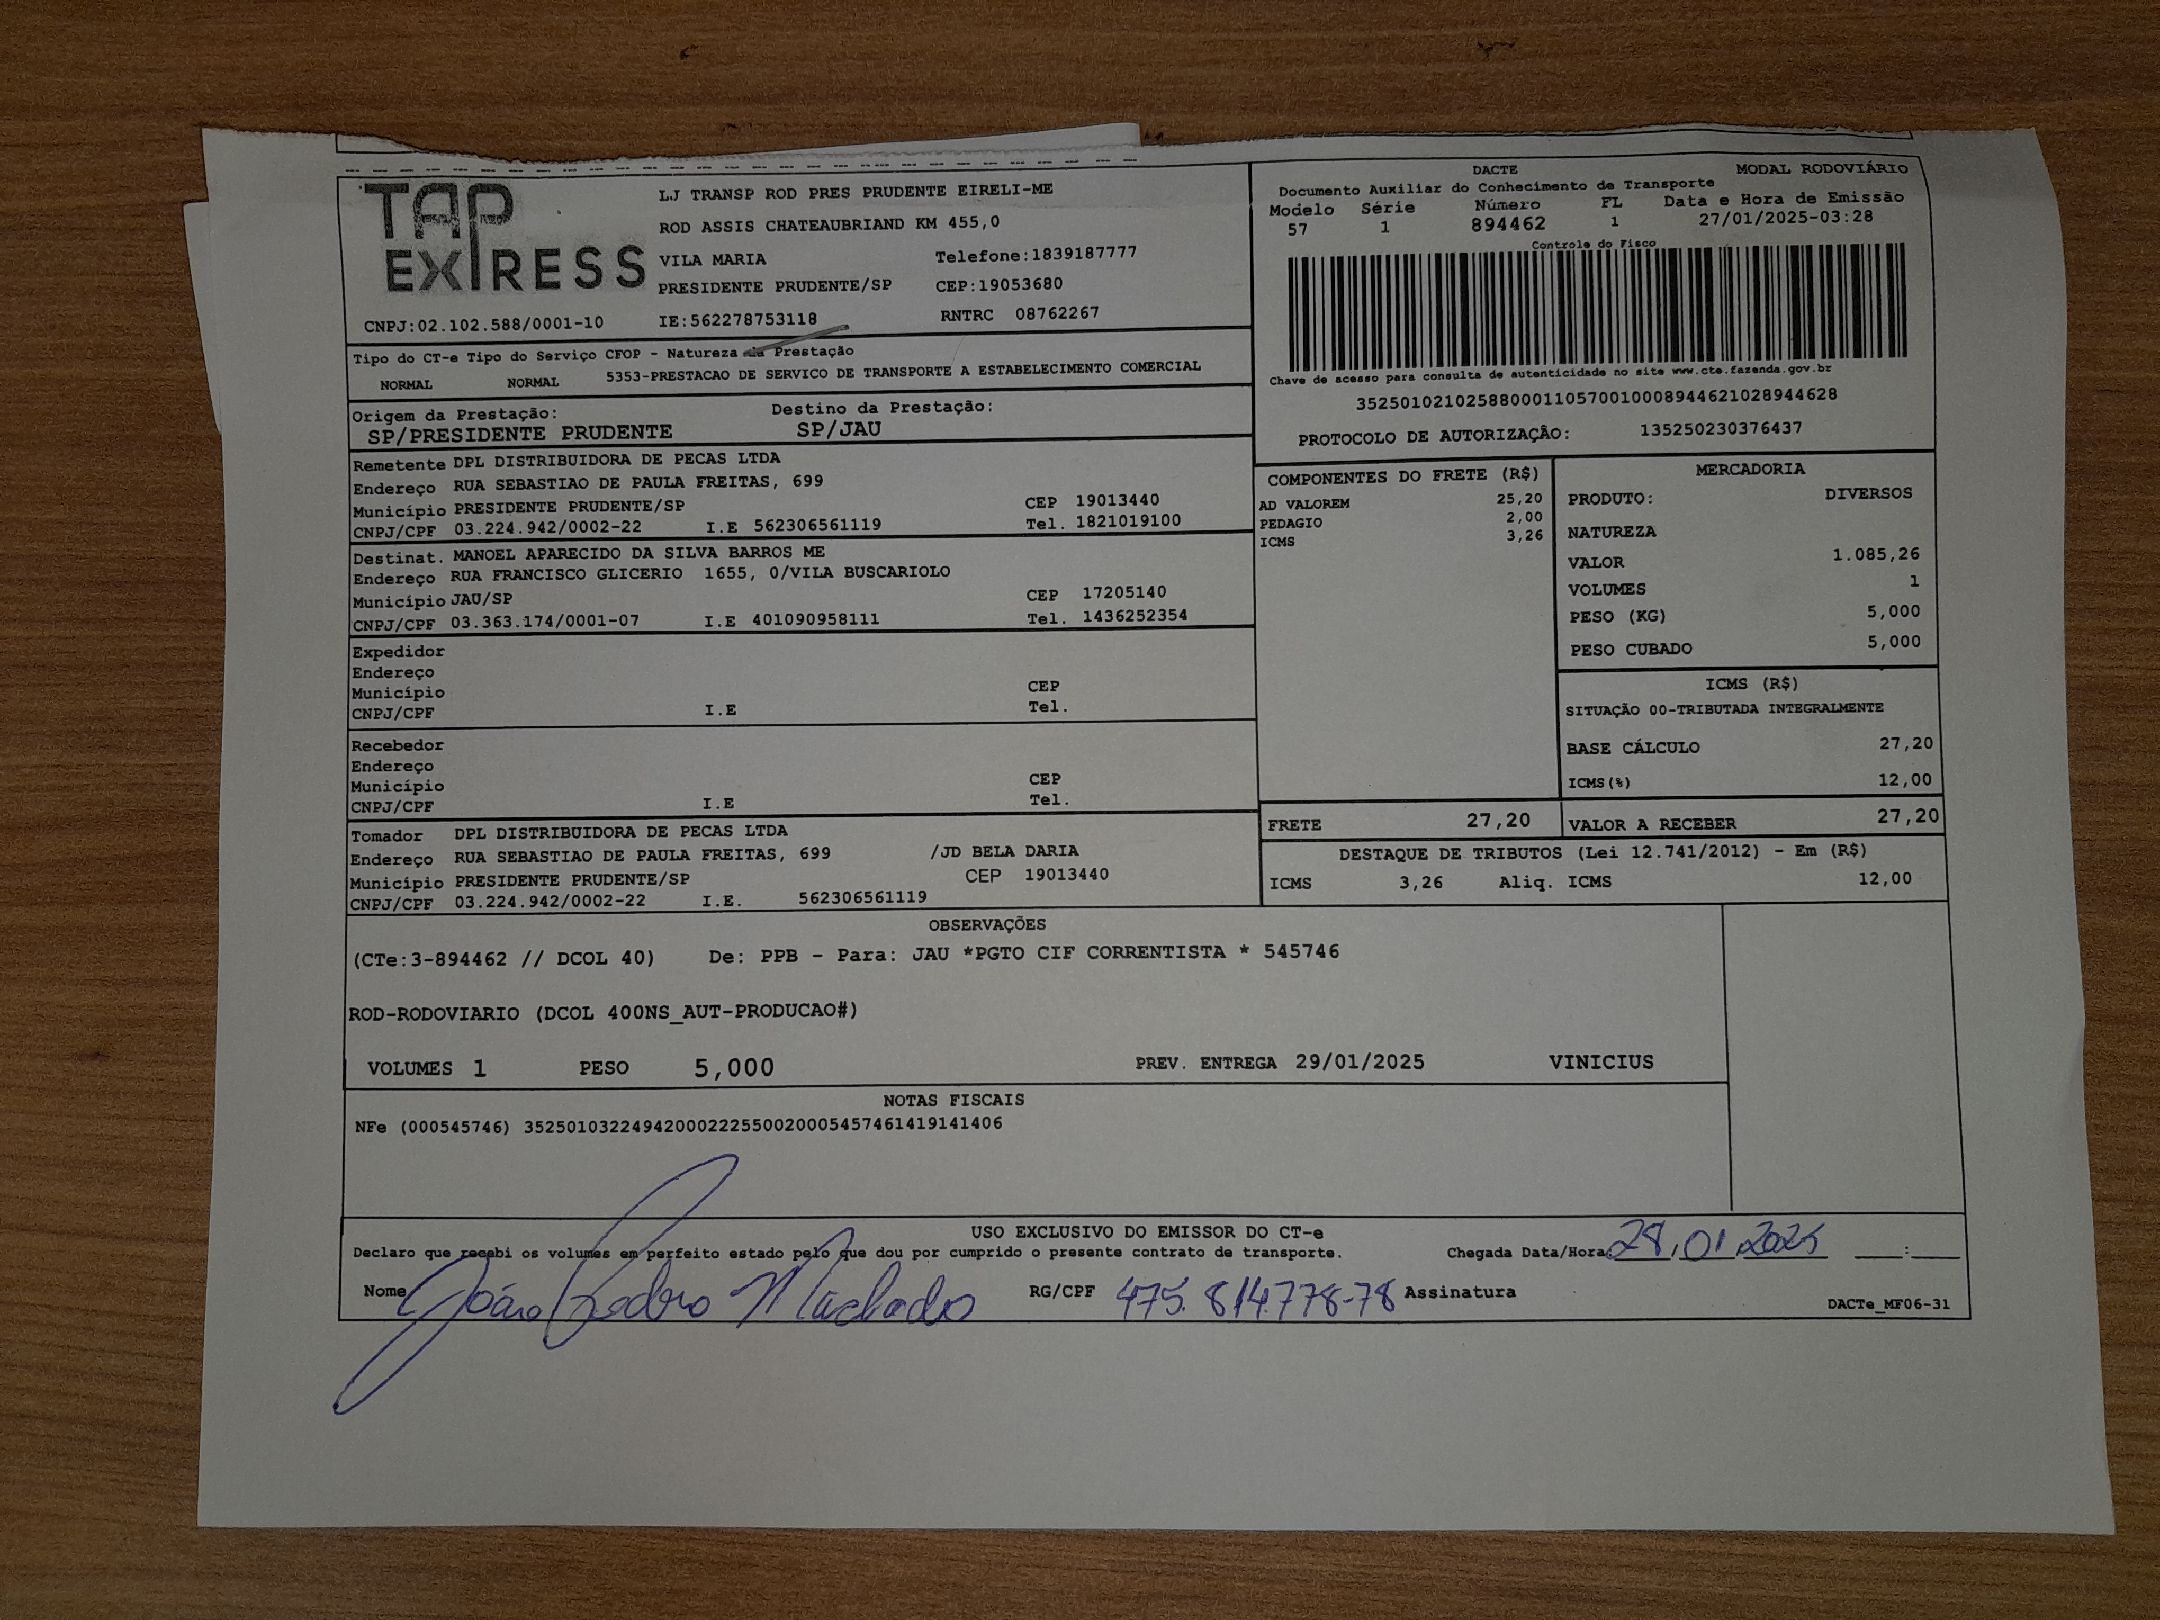 TAP
EXPRESS
LJ TRANSP ROD PRES PRUDENTE EIRELI-ME
ROD ASSIS CHATEAUBRIAND KM 455,0
VILA MARIA Telefone:1839187777
PRESIDENTE PRUDENTE/SP CEP:19053680
CNPJ:02.102.588/0001-10 IE:562278753118 RNTRC 08762267
DACTE MODAL RODOVIÁRIO
Documento Auxiliar do Conhecimento de Transporte
Modelo Série Número FL Data e Hora de Emissão
57 1 894462 1 27/01/2025-03:28
Controle do Fisco
Chave de acesso para consulta de autenticidade no site www.cte.fazenda.gov.br
35250102102588000110570010008944621028944628
PROTOCOLO DE AUTORIZAÇÃO: 135250230376437
Tipo do CT-e Tipo do Serviço CFOP - Natureza da Prestação
NORMAL NORMAL 5353-PRESTACAO DE SERVICO DE TRANSPORTE A ESTABELECIMENTO COMERCIAL
Origem da Prestação: Destino da Prestação:
SP/PRESIDENTE PRUDENTE SP/JAU
Remetente DPL DISTRIBUIDORA DE PECAS LTDA
Endereço RUA SEBASTIAO DE PAULA FREITAS, 699
Município PRESIDENTE PRUDENTE/SP CEP 19013440
CNPJ/CPF 03.224.942/0002-22 I.E 562306561119 Tel. 1821019100
Destinat. MANOEL APARECIDO DA SILVA BARROS ME
Endereço RUA FRANCISCO GLICERIO 1655, 0/VILA BUSCARIOLO
Município JAU/SP CEP 17205140
CNPJ/CPF 03.363.174/0001-07 I.E 401090958111 Tel. 1436252354
Expedidor
Endereço
Município CEP
CNPJ/CPF I.E Tel.
Recebedor
Endereço
Município CEP
CNPJ/CPF I.E Tel.
Tomador DPL DISTRIBUIDORA DE PECAS LTDA
Endereço RUA SEBASTIAO DE PAULA FREITAS, 699 /JD BELA DARIA
Município PRESIDENTE PRUDENTE/SP CEP 19013440
CNPJ/CPF 03.224.942/0002-22 I.E. 562306561119
COMPONENTES DO FRETE (R$)
AD VALOREM 25,20
PEDAGIO 2,00
ICMS 3,26
MERCADORIA
PRODUTO: DIVERSOS
NATUREZA
VALOR 1.085,26
VOLUMES 1
PESO (KG) 5,000
PESO CUBADO 5,000
ICMS (R$)
SITUAÇÃO 00-TRIBUTADA INTEGRALMENTE
BASE CÁLCULO 27,20
ICMS(%) 12,00
FRETE 27,20 VALOR A RECEBER 27,20
DESTAQUE DE TRIBUTOS (Lei 12.741/2012) - Em (R$)
ICMS 3,26 Aliq. ICMS 12,00
OBSERVAÇÕES
(CTe:3-894462 // DCOL 40) De: PPB - Para: JAU *PGTO CIF CORRENTISTA * 545746
ROD-RODOVIARIO (DCOL 400NS_AUT-PRODUCAO#)
VOLUMES 1 PESO 5,000 PREV. ENTREGA 29/01/2025 VINICIUS
NOTAS FISCAIS
NFe (000545746) 35250103224942000222550020005457461419141406
USO EXCLUSIVO DO EMISSOR DO CT-e
Declaro que recebi os volumes em perfeito estado pelo que dou por cumprido o presente contrato de transporte. Chegada Data/Hora 28.01.2025 __:__
Nome João Pedro Machado RG/CPF 475.814.778-78 Assinatura
DACTe_MF06-31